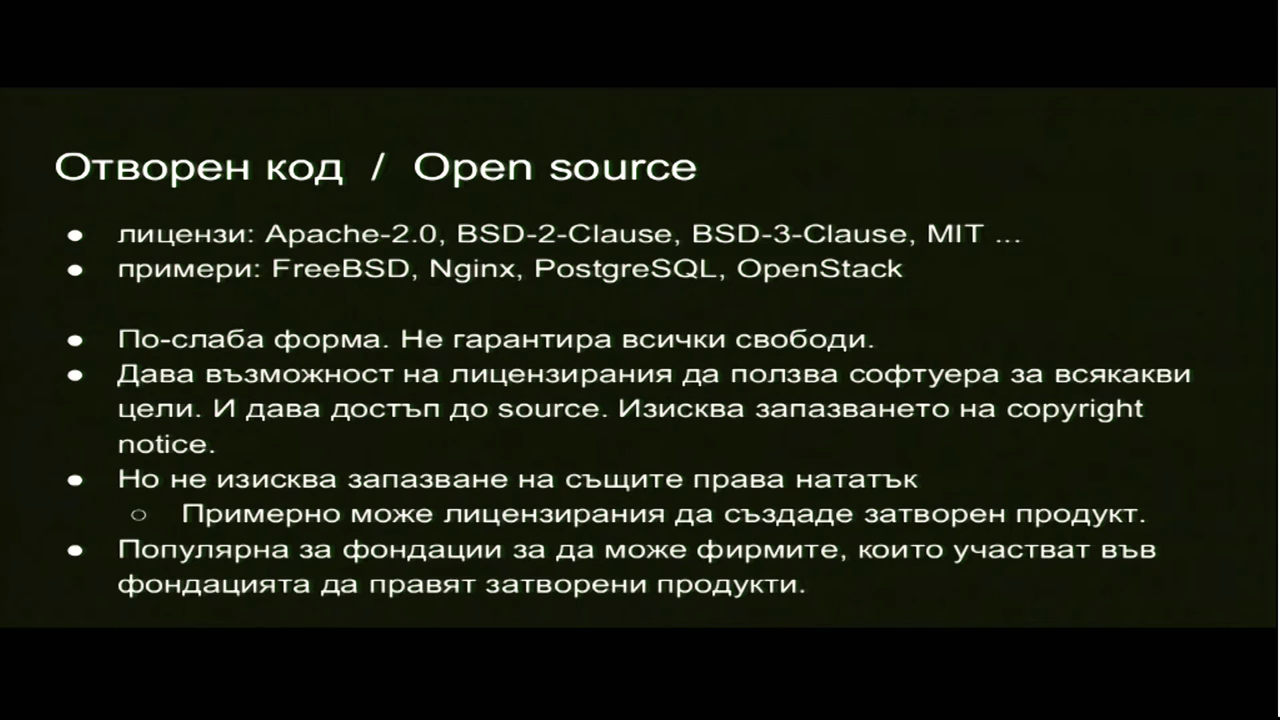 Отворен код / Open source
● лицензи: Apache-2.0, BSD-2-Clause, BSD-3-Clause, MIT ...
● примери: FreeBSD, Nginx, PostgreSQL, OpenStack
● По-слаба форма. Не гарантира всички свободи.
● Дава възможност на лицензирания да ползва софтуера за всякакви
цели. И дава достъп до source. Изисква запазването на copyright
notice.
● Но не изисква запазване на същите права нататък
○ Примерно може лицензирания да създаде затворен продукт.
● Популярна за фондации за да може фирмите, които участват във
фондацията да правят затворени продукти.